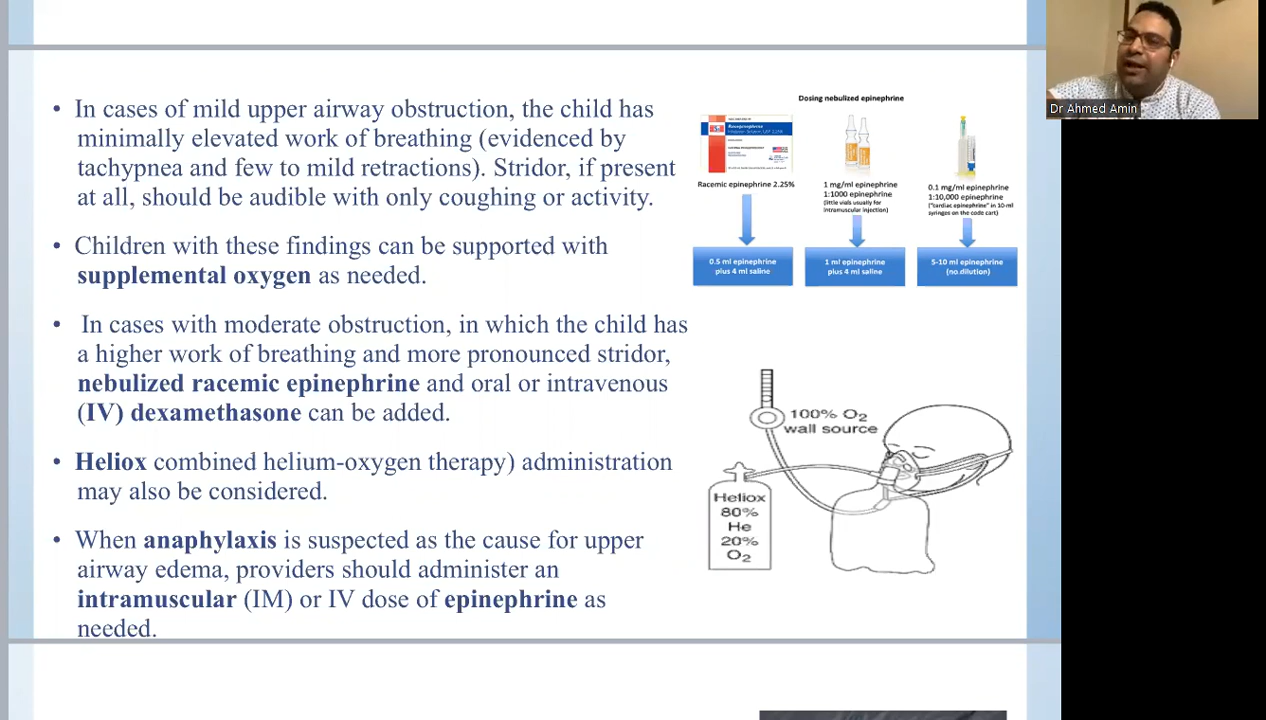 • In cases of mild upper airway obstruction, the child has
minimally elevated work of breathing (evidenced by
tachypnea and few to mild retractions). Stridor, if present
at all, should be audible with only coughing or activity.
• Children with these findings can be supported with
supplemental oxygen as needed.
• In cases with moderate obstruction, in which the child has
a higher work of breathing and more pronounced stridor,
nebulized racemic epinephrine and oral or intravenous
(IV) dexamethasone can be added.
• Heliox combined helium-oxygen therapy) administration
may also be considered.
• When anaphylaxis is suspected as the cause for upper
airway edema, providers should administer an
intramuscular (IM) or IV dose of epinephrine as
needed.
Dosing nebulized epinephrine
Racemic epinephrine 2.25%
0.5 ml epinephrine
plus 4 ml saline
1 mg/ml epinephrine
1:1000 epinephrine
(little vials usually for
intramuscular injection)
1 ml epinephrine
plus 4 ml saline
0.1 mg/ml epinephrine
1:10,000 epinephrine
("cardiac epinephrine" in 10-ml
syringes on the code cart)
5-10 ml epinephrine
(no dilution)
100% O2
wall source
Heliox
80%
He
20%
O2
Dr Ahmed Amin